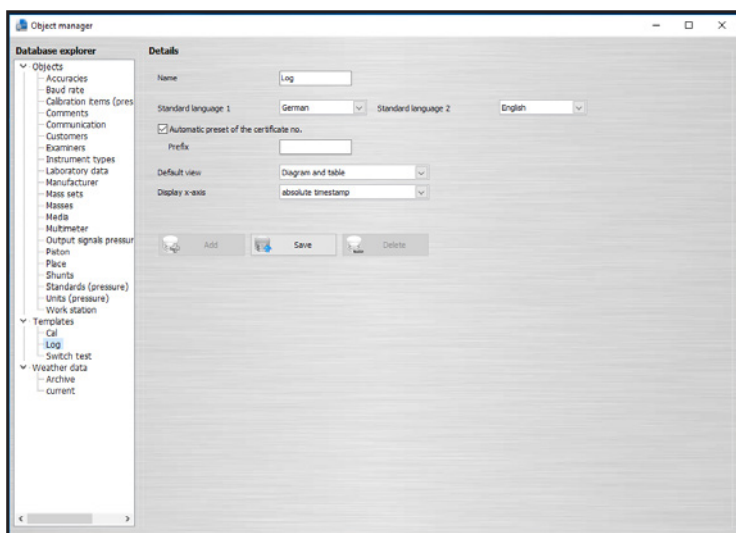 Object manager
Database explorer
Objects
Accuracies
Baud rate
Calibration items (pres
Comments
Communication
Customers
Examiners
Instrument types
Laboratory data
Manufacturer
Mass sets
Masses
Media
Multimeter
Output signals pressur
Piston
Place
Shunts
Standards (pressure)
Units (pressure)
Work station
Templates
Cal
Log
Switch test
Weather data
Archive
current
Details
Name Log
Standard language 1 German Standard language 2 English
Automatic preset of the certificate no.
Prefix
Default view Diagram and table
Display x-axis absolute timestamp
Add Save Delete